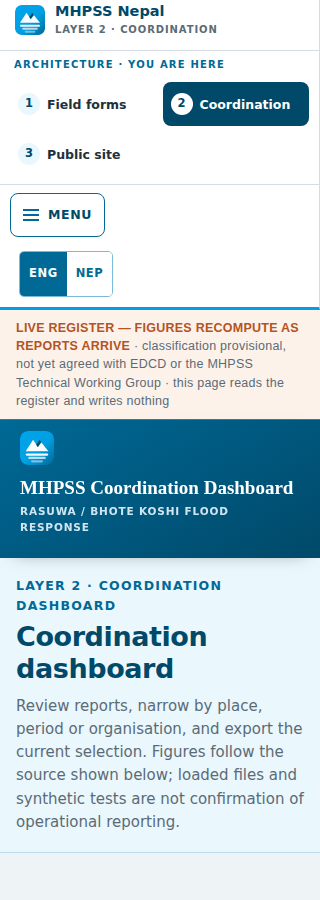 MHPSS Nepal
LAYER 2 · COORDINATION
ARCHITECTURE · YOU ARE HERE
1 Field forms
2 Coordination
3 Public site
MENU
ENG NEP
LIVE REGISTER — FIGURES RECOMPUTE AS
REPORTS ARRIVE · classification provisional,
not yet agreed with EDCD or the MHPSS
Technical Working Group · this page reads the
register and writes nothing
MHPSS Coordination Dashboard
RASUWA / BHOTE KOSHI FLOOD
RESPONSE
LAYER 2 · COORDINATION
DASHBOARD
Coordination
dashboard
Review reports, narrow by place,
period or organisation, and export the
current selection. Figures follow the
source shown below; loaded files and
synthetic tests are not confirmation of
operational reporting.